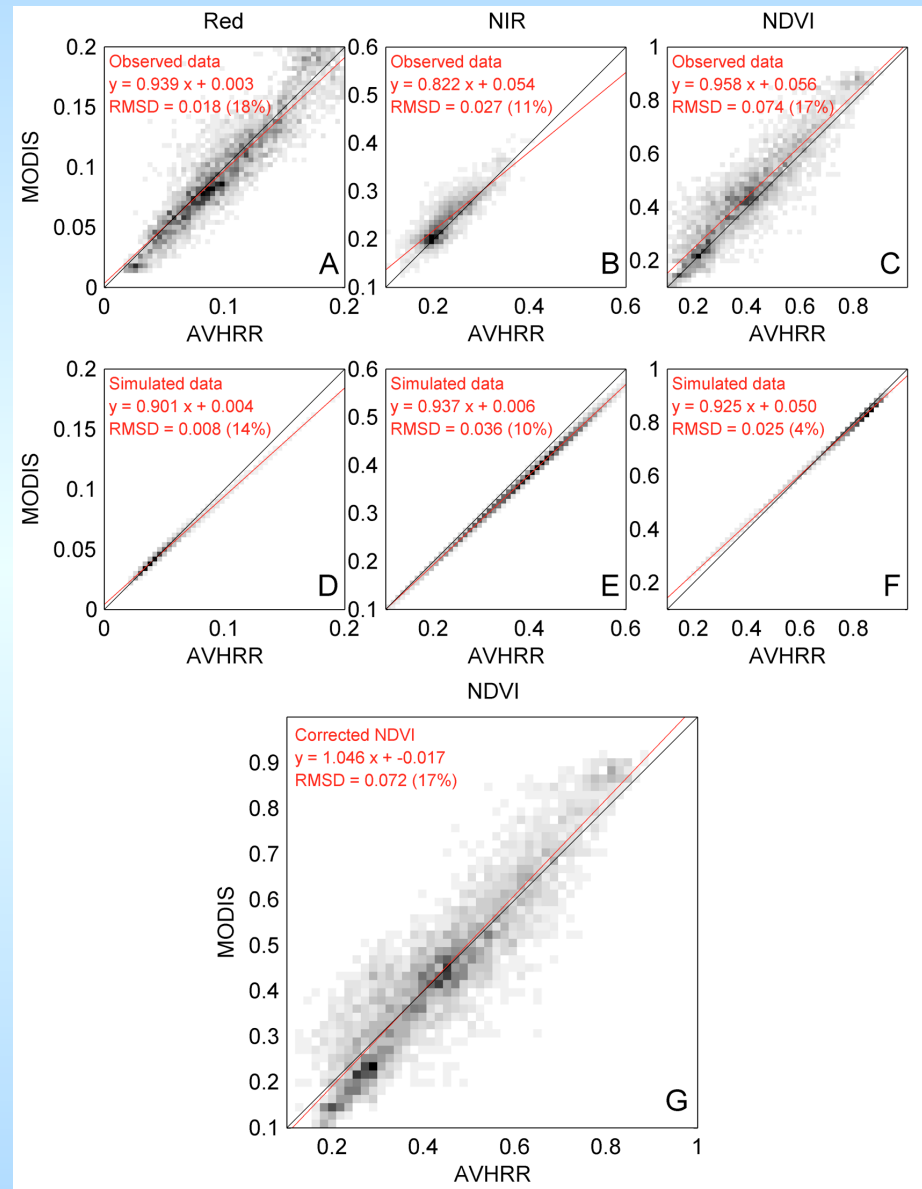 Red
NIR
NDVI
Observed data
y = 0.939 x + 0.003
RMSD = 0.018 (18%)
MODIS
0.2
0.15
0.1
0.05
0
A
0
0.1
0.2
AVHRR
Observed data
y = 0.822 x + 0.054
RMSD = 0.027 (11%)
0.6
0.5
0.4
0.3
0.2
0.1
B
0.2
0.4
0.6
AVHRR
Observed data
y = 0.958 x + 0.056
RMSD = 0.074 (17%)
1
0.8
0.6
0.4
0.2
C
0.2
0.4
0.6
0.8
AVHRR
Simulated data
y = 0.901 x + 0.004
RMSD = 0.008 (14%)
MODIS
0.2
0.15
0.1
0.05
0
D
0
0.1
0.2
AVHRR
Simulated data
y = 0.937 x + 0.006
RMSD = 0.036 (10%)
0.6
0.5
0.4
0.3
0.2
0.1
E
0.2
0.4
0.6
AVHRR
Simulated data
y = 0.925 x + 0.050
RMSD = 0.025 (4%)
1
0.8
0.6
0.4
0.2
F
0.2
0.4
0.6
0.8
AVHRR
NDVI
Corrected NDVI
y = 1.046 x + -0.017
RMSD = 0.072 (17%)
MODIS
0.9
0.8
0.7
0.6
0.5
0.4
0.3
0.2
0.1
G
0.2
0.4
0.6
0.8
1
AVHRR